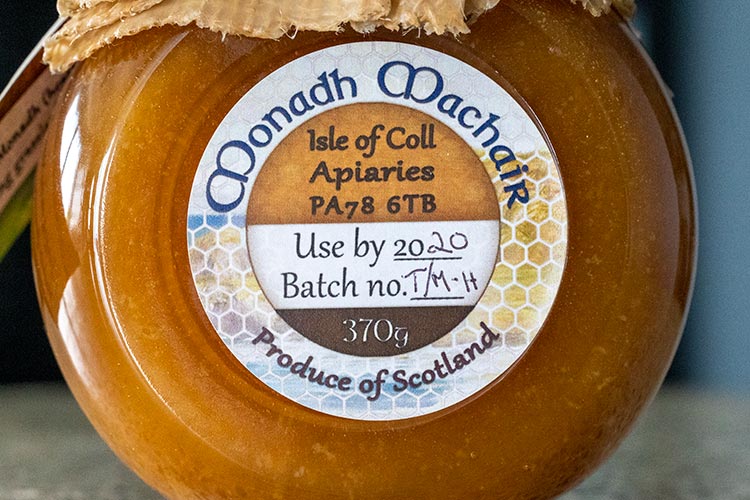 Monadh Machair
Isle of Coll
Apiaries
PA78 6TB
Use by 2020
Batch no. T/M-H
370g
Produce of Scotland